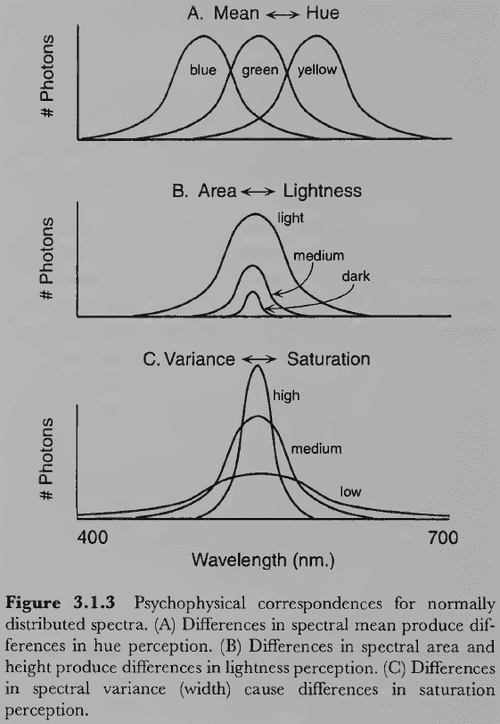 A. Mean ↔ Hue
# Photons
blue
green
yellow
B. Area ↔ Lightness
# Photons
light
medium
dark
C. Variance ↔ Saturation
# Photons
high
medium
low
400
700
Wavelength (nm.)
Figure 3.1.3 Psychophysical correspondences for normally
distributed spectra. (A) Differences in spectral mean produce dif-
ferences in hue perception. (B) Differences in spectral area and
height produce differences in lightness perception. (C) Differences
in spectral variance (width) cause differences in saturation
perception.